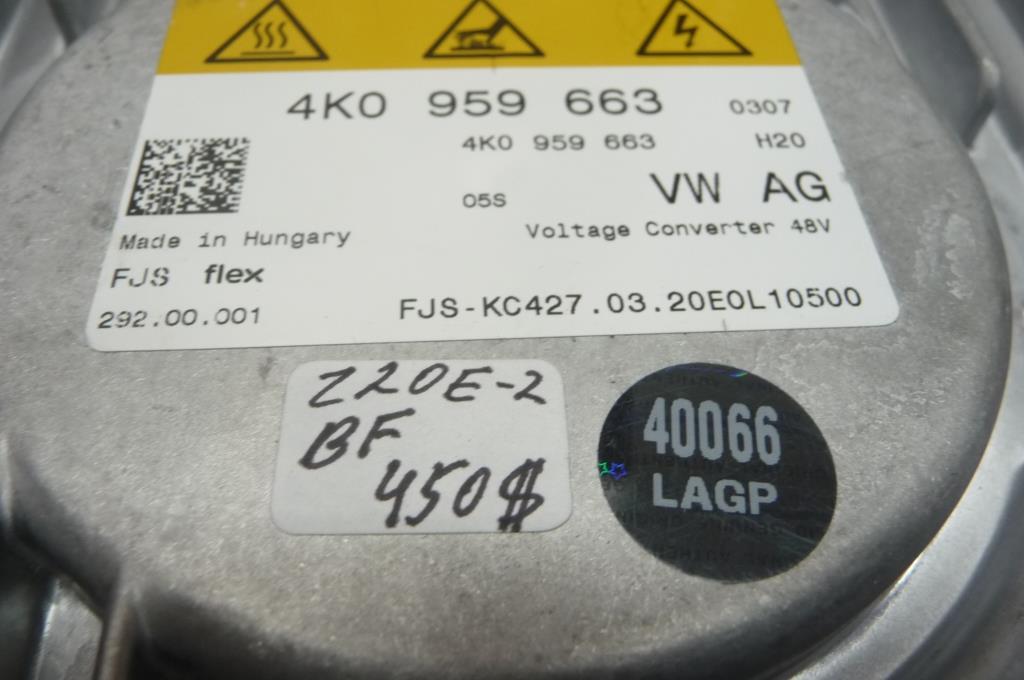 4K0 959 663 0307
4K0 959 663 H20
05S VW AG
Made in Hungary Voltage Converter 48V
FJS flex
292.00.001 FJS-KC427.03.20E0L10500
Z20E-2
BF
450$
40066
LAGP